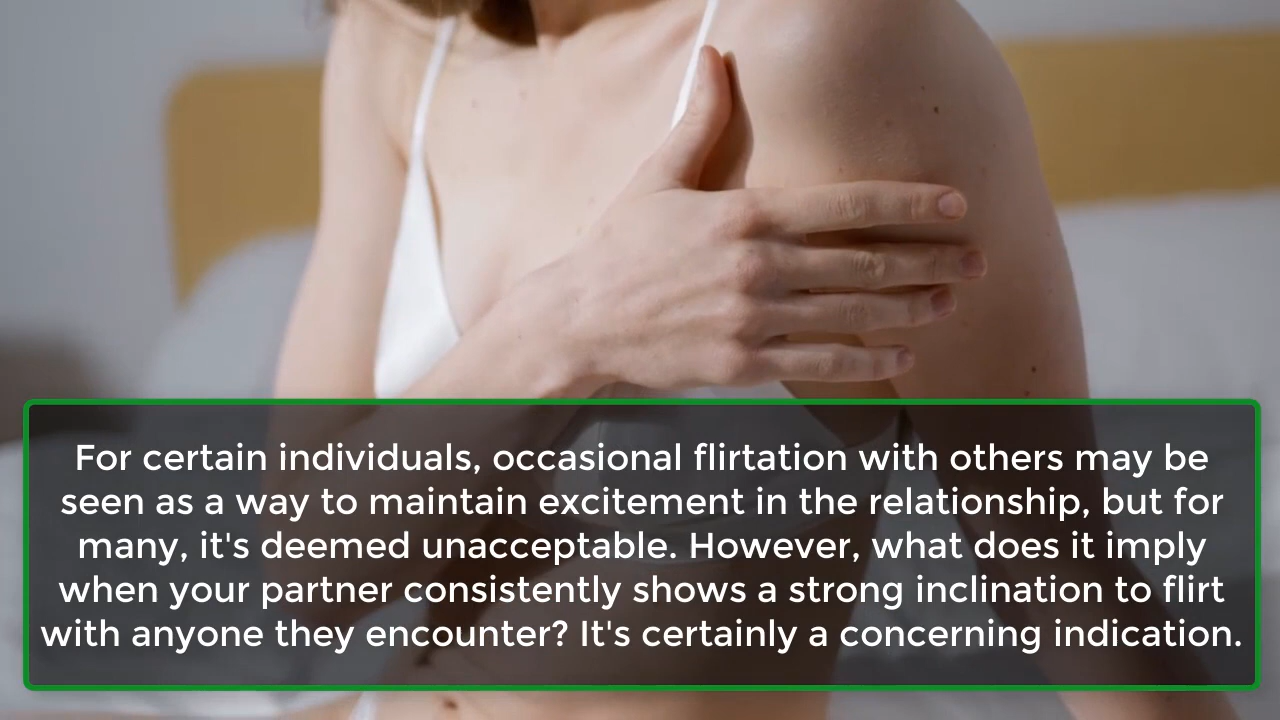 For certain individuals, occasional flirtation with others may be
seen as a way to maintain excitement in the relationship, but for
many, it's deemed unacceptable. However, what does it imply
when your partner consistently shows a strong inclination to flirt
with anyone they encounter? It's certainly a concerning indication.